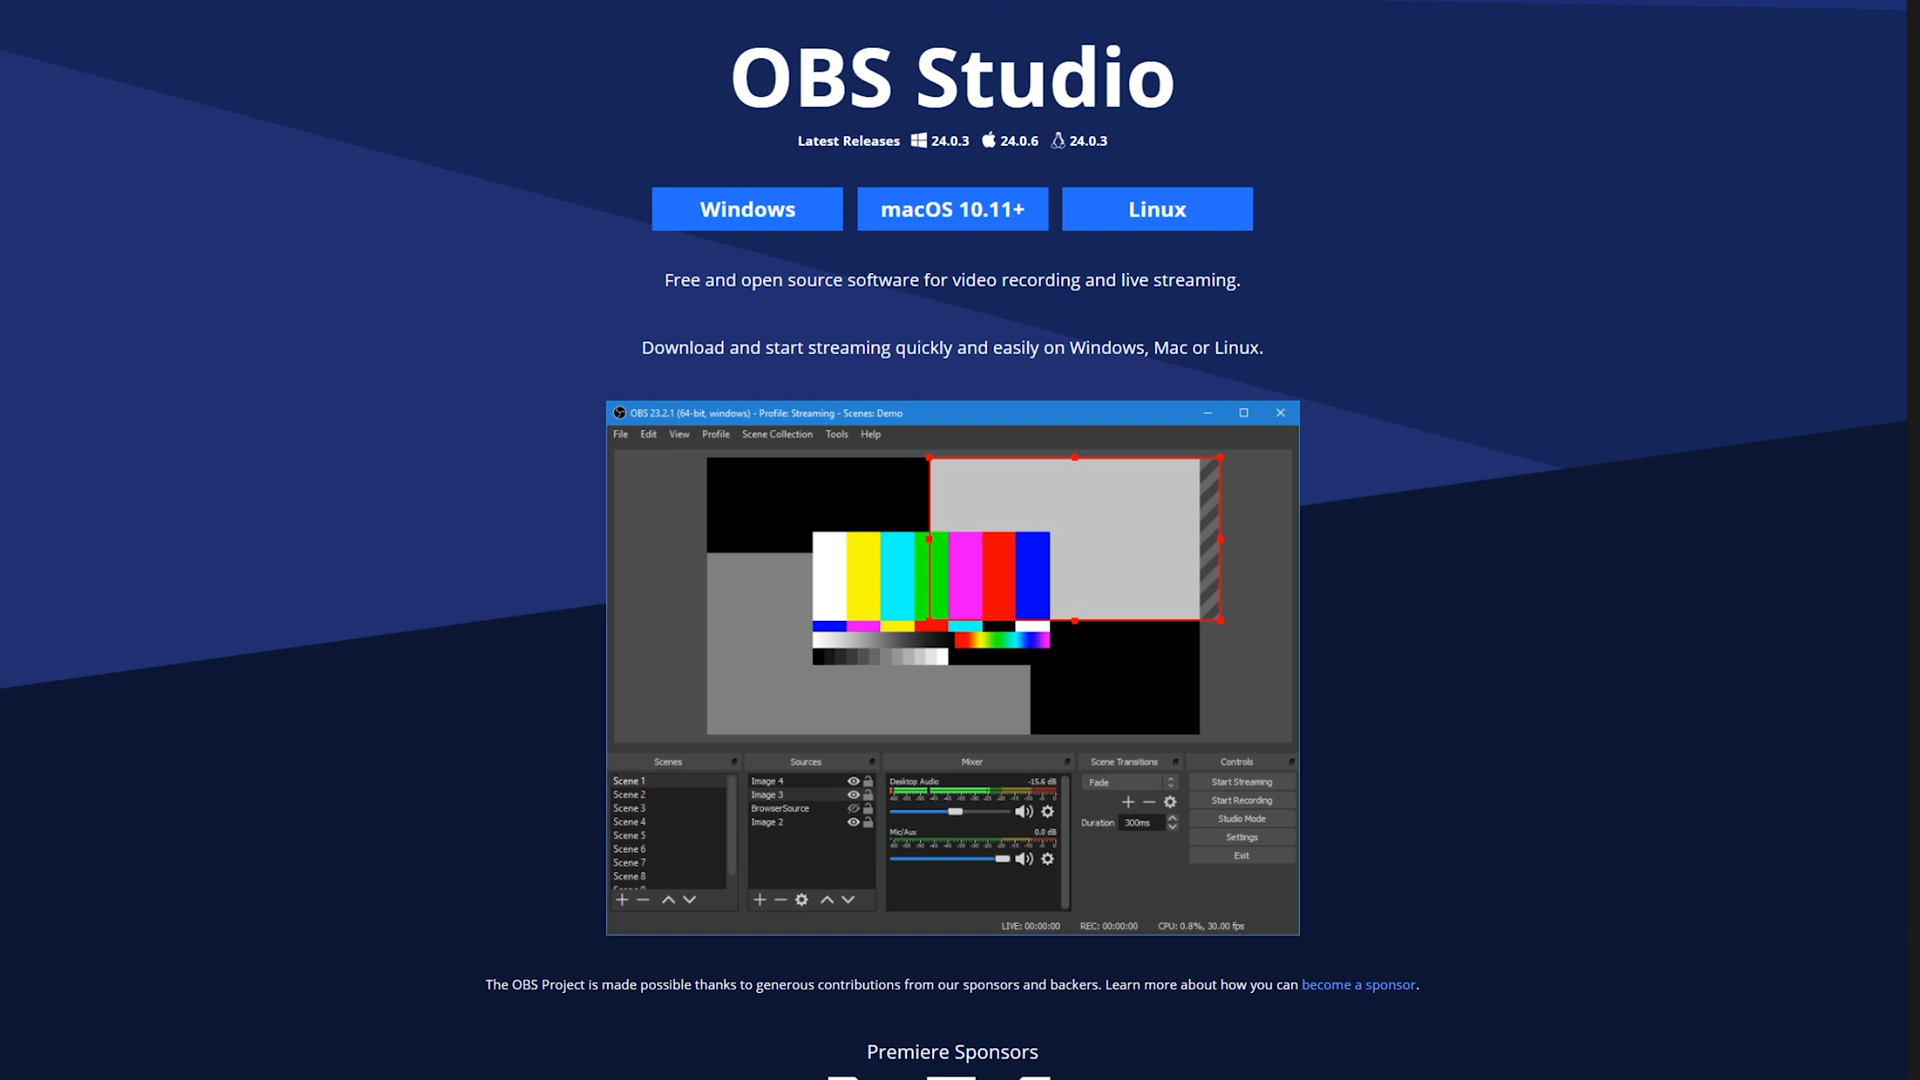 OBS Studio
Latest Releases 24.0.3 24.0.6 24.0.3
Windows macOS 10.11+ Linux
Free and open source software for video recording and live streaming.
Download and start streaming quickly and easily on Windows, Mac or Linux.
OBS 23.2.1 (64-bit, windows) - Profile: Streaming - Scenes: Demo
File Edit View Profile Scene Collection Tools Help
Scenes Sources Mixer Scene Transitions Controls
Scene 1 Image 4 Desktop Audio -15.6 dB Fade Start Streaming
Scene 2 Image 3 Start Recording
Scene 3 BrowserSource Studio Mode
Scene 4 Image 2 Duration 300ms
Scene 5 Mic/Aux 0.0 dB Settings
Scene 6 Exit
Scene 7
Scene 8
LIVE: 00:00:00 REC: 00:00:00 CPU: 0.8%, 30.00 fps
The OBS Project is made possible thanks to generous contributions from our sponsors and backers. Learn more about how you can become a sponsor.
Premiere Sponsors